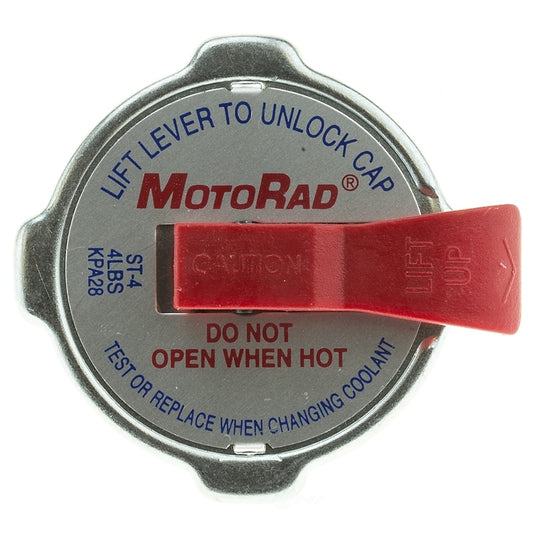 LIFT LEVER TO UNLOCK CAP
MOTORAD®
CAUTION
LIFT
UP
ST-4
4LBS
KPA28
DO NOT
OPEN WHEN HOT
TEST OR REPLACE WHEN CHANGING COOLANT